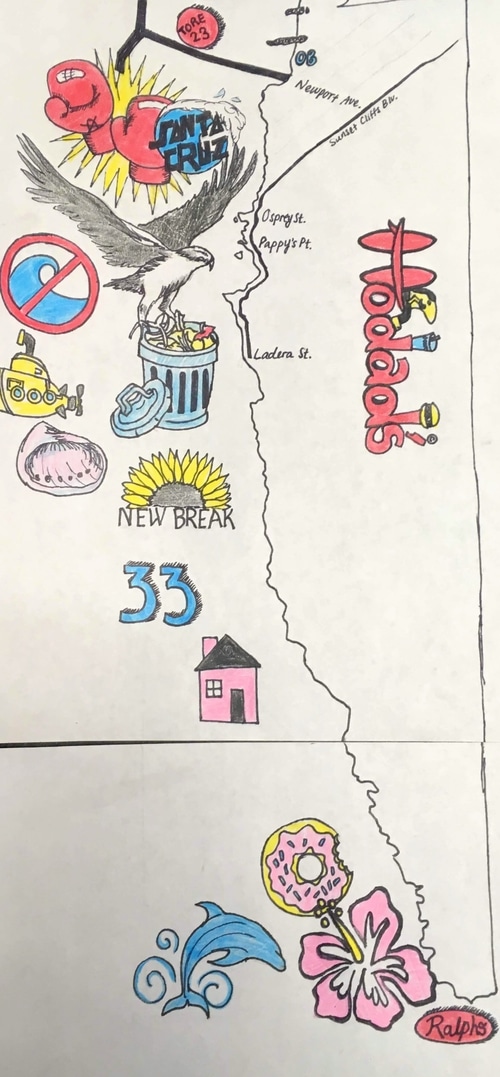 TORE
23
OB
Newport Ave.
Sunset Cliffs Blv.
SANTA
CRUZ
Osprey St.
Pappy's Pt.
Hodad's
®
Ladera St.
NEW BREAK
33
Ralphs